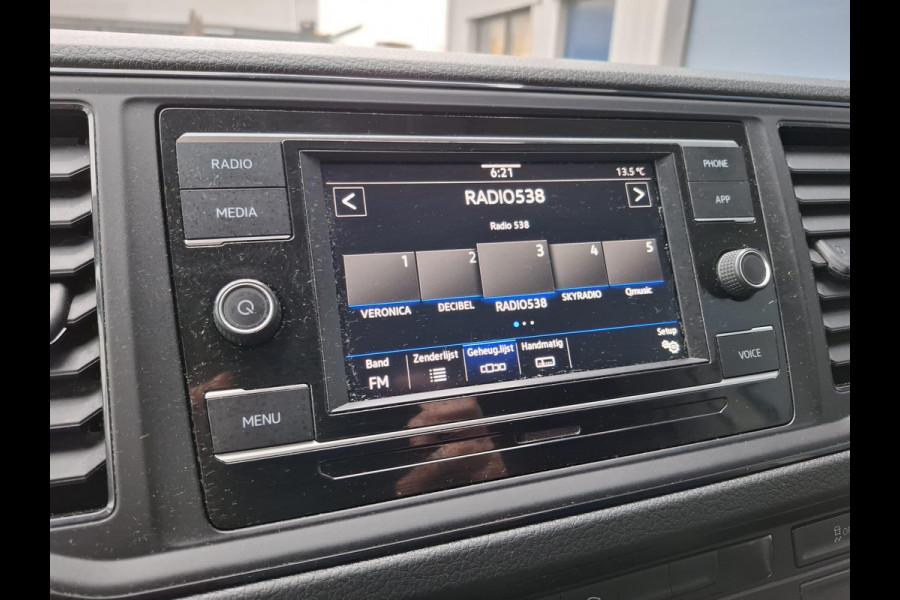 RADIO
MEDIA
MENU
6:21
13.5 °C
<
RADIO538
>
Radio 538
1
2
3
4
5
VERONICA
DECIBEL
RADIO538
SKYRADIO
Qmusic
Band
FM
Zenderlijst
Geheug.lijst
Handmatig
Setup
PHONE
APP
VOICE